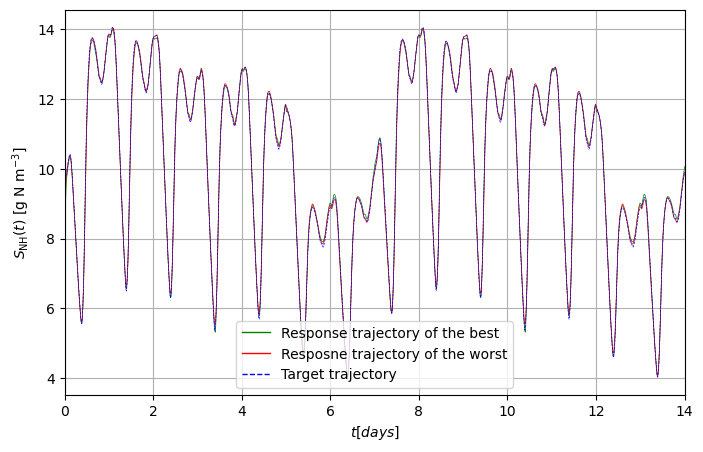 14
12
10
8
6
4
S_NH(t) [g N m^−3]
Response trajectory of the best
Resposne trajectory of the worst
Target trajectory
0 2 4 6 8 10 12 14
t[days]